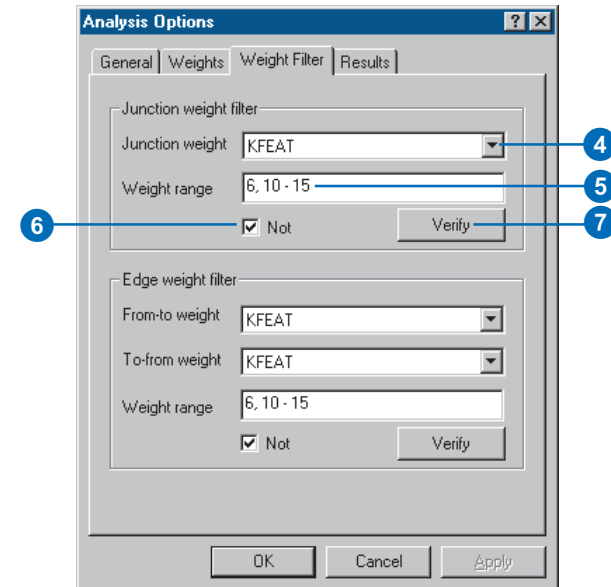 Analysis Options
General Weights Weight Filter Results
Junction weight filter
Junction weight KFEAT 4
Weight range 6, 10 - 15 5
6 Not Verify 7
Edge weight filter
From-to weight KFEAT
To-from weight KFEAT
Weight range 6, 10 - 15
Not Verify
OK Cancel Apply